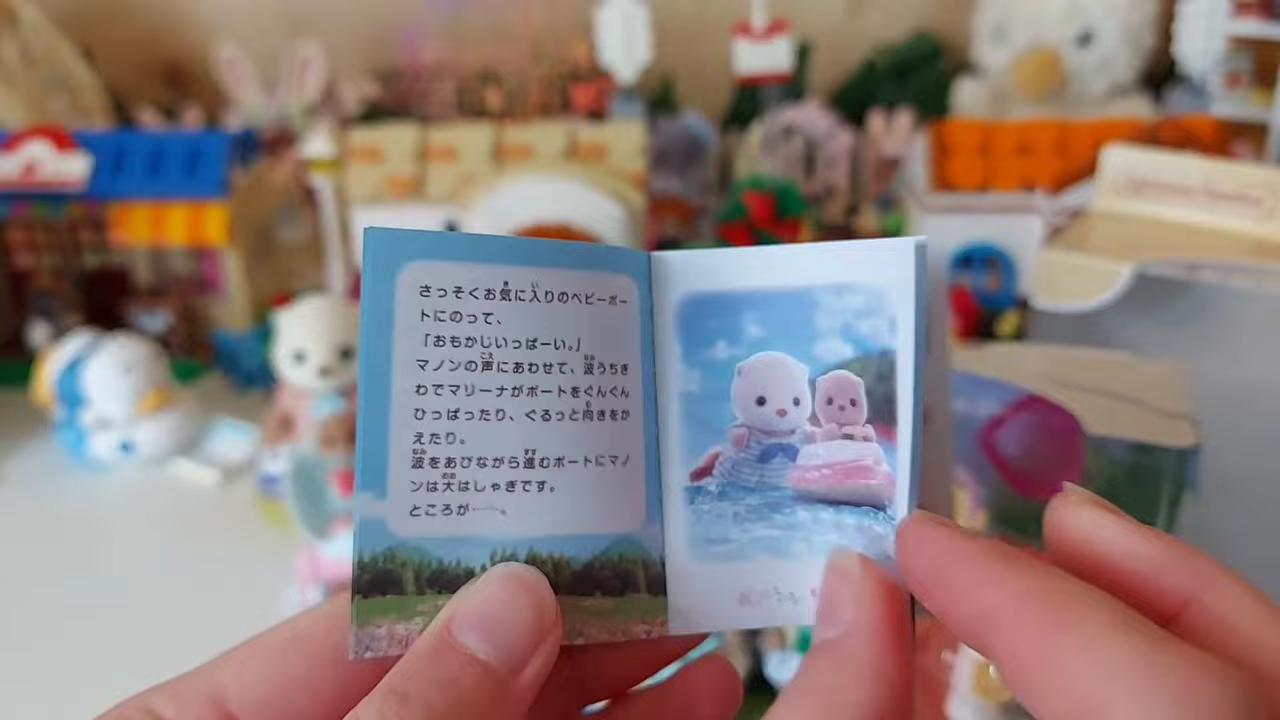 さっそくお気に入りのベビーボー
トにのって、
「おもかじいっぱーい。」
マノンの声にあわせて、波うちぎ
わでマリーナがボートをぐんぐん
ひっぱったり、ぐるっと向きをか
えたり。
波をあびながら進むボートにマノ
ンは大はしゃぎです。
ところが……。